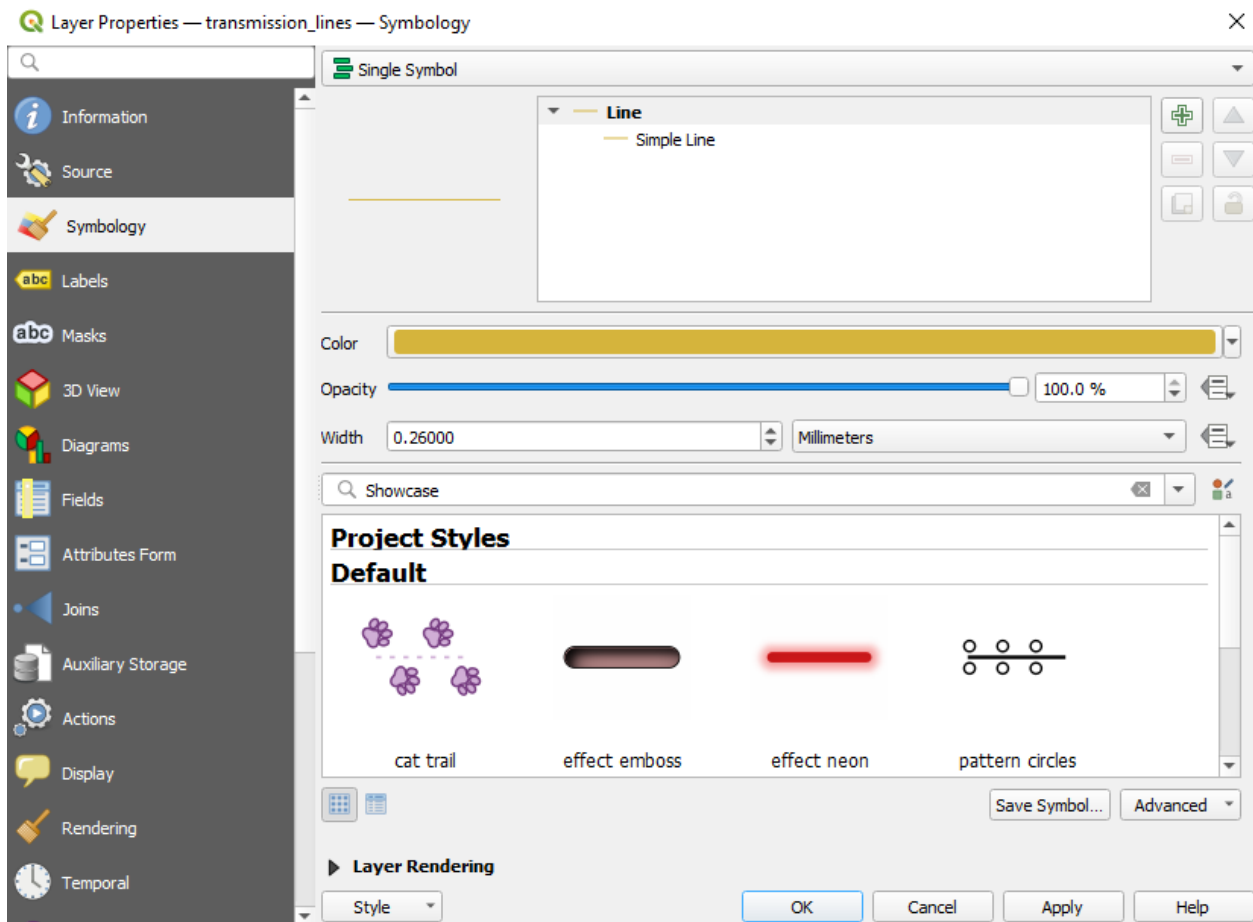 Layer Properties — transmission_lines — Symbology
Single Symbol
Information
Source
Symbology
abc Labels
abc Masks
3D View
Diagrams
Fields
Attributes Form
Joins
Auxiliary Storage
Actions
Display
Rendering
Temporal
Line
Simple Line
Color
Opacity
100.0 %
Width
0.26000
Millimeters
Showcase
a
Project Styles
Default
cat trail
effect emboss
effect neon
pattern circles
Save Symbol...
Advanced
Layer Rendering
Style
OK
Cancel
Apply
Help